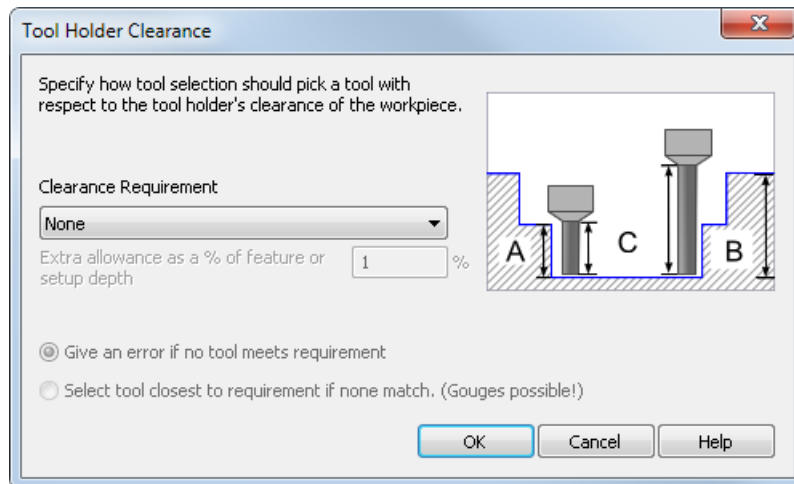 Tool Holder Clearance
Specify how tool selection should pick a tool with
respect to the tool holder's clearance of the workpiece.
Clearance Requirement
None
Extra allowance as a % of feature or
setup depth
1
%
A
C
B
Give an error if no tool meets requirement
Select tool closest to requirement if none match. (Gouges possible!)
OK
Cancel
Help